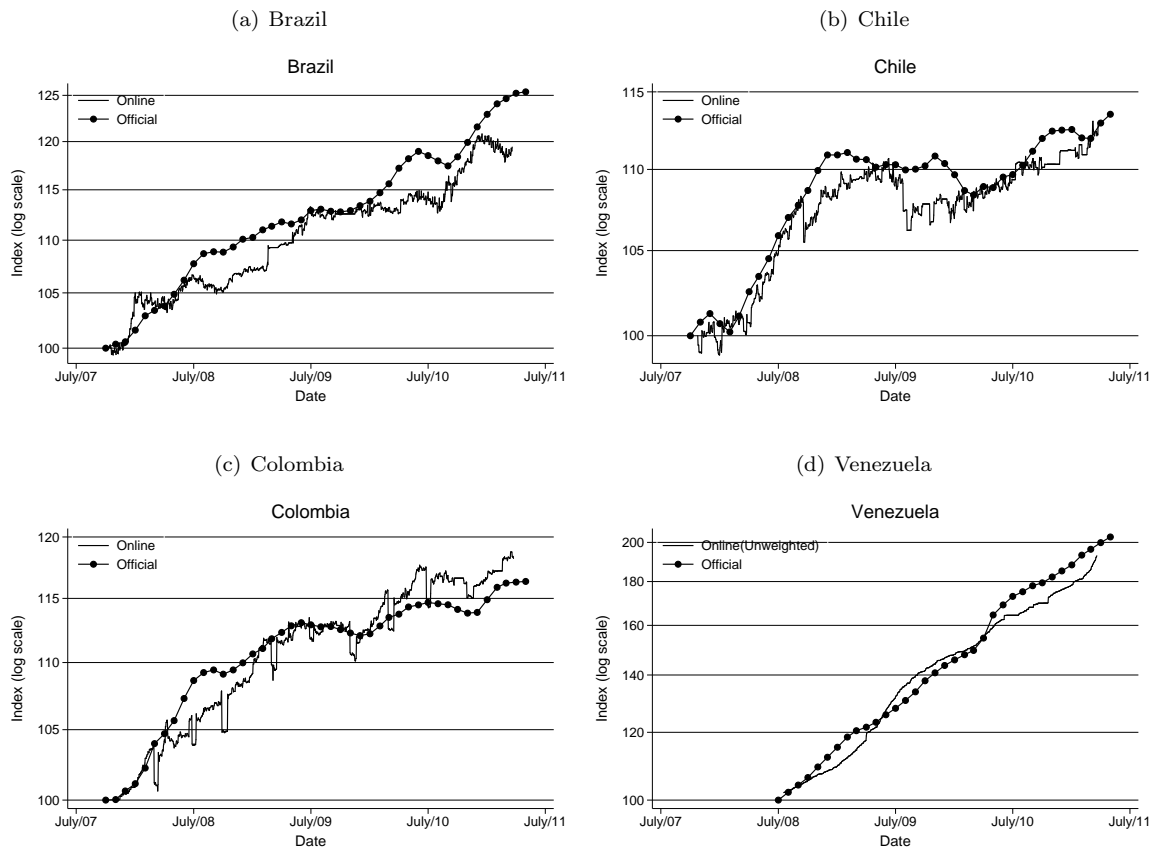 (a) Brazil
Brazil
Index (log scale)
125
120
115
110
105
100
Online
Official
July/07
July/08
July/09
July/10
July/11
Date
(b) Chile
Chile
Index (log scale)
115
110
105
100
Online
Official
July/07
July/08
July/09
July/10
July/11
Date
(c) Colombia
Colombia
Index (log scale)
120
115
110
105
100
Online
Official
July/07
July/08
July/09
July/10
July/11
Date
(d) Venezuela
Venezuela
Index (log scale)
200
180
160
140
120
100
Online(Unweighted)
Official
July/07
July/08
July/09
July/10
July/11
Date